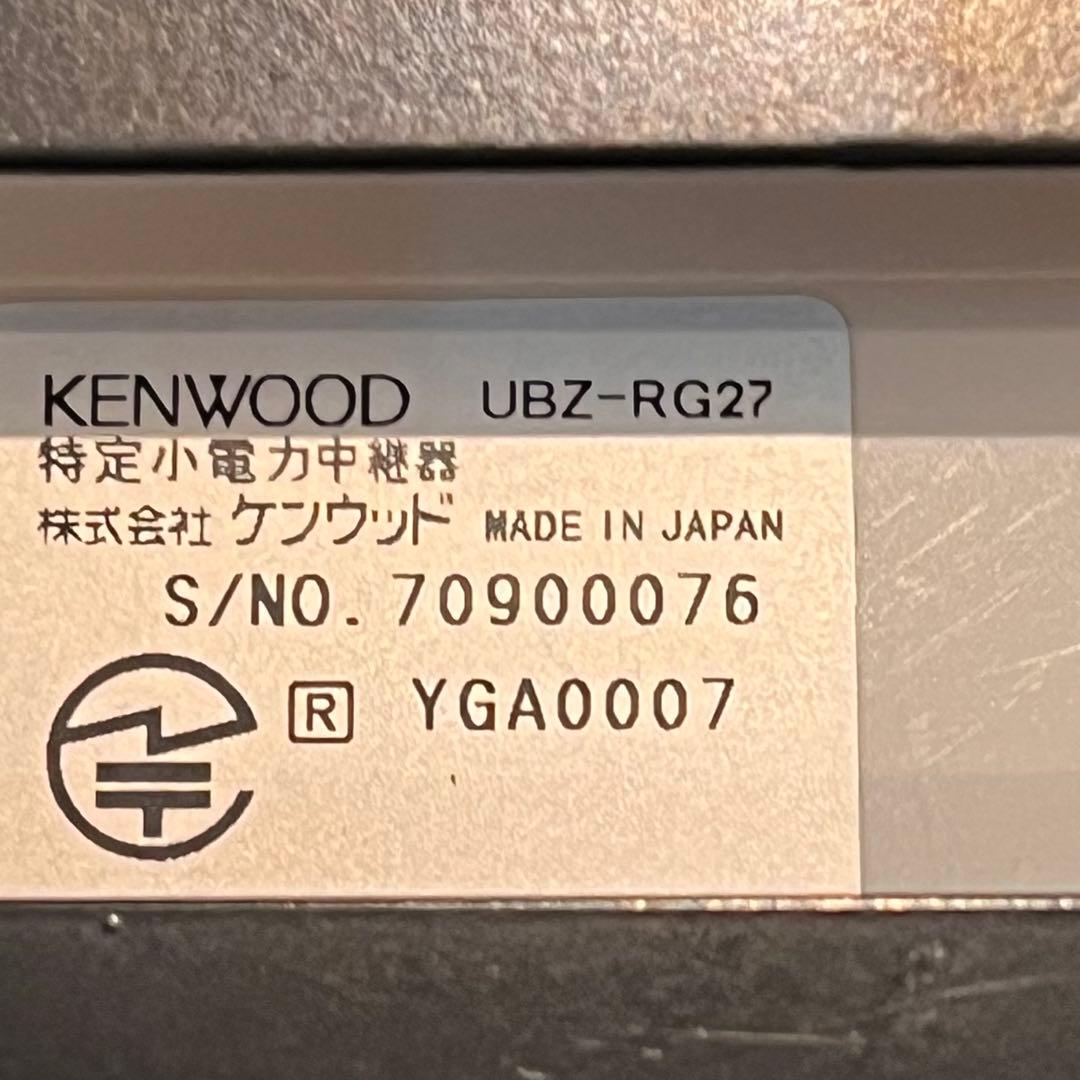 KENWOOD UBZ-RG27
特定小電力中継器
株式会社 ケンウッド MADE IN JAPAN
S/NO. 70900076
R YGA0007